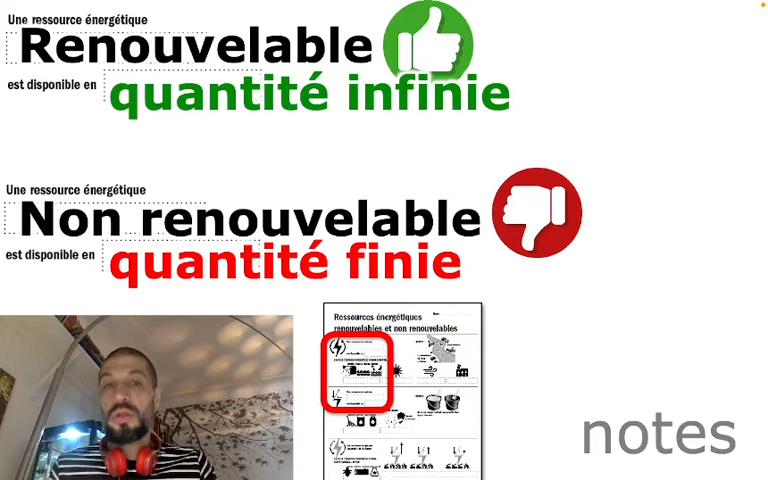 Une ressource énergétique
Renouvelable
est disponible en
quantité infinie
Une ressource énergétique
Non renouvelable
est disponible en
quantité finie
Ressources énergétiques
renouvelables et non renouvelables
notes